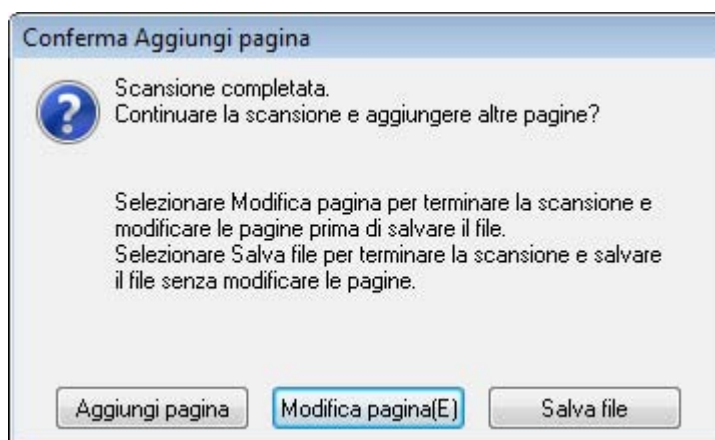 Conferma Aggiungi pagina
Scansione completata.
Continuare la scansione e aggiungere altre pagine?
Selezionare Modifica pagina per terminare la scansione e
modificare le pagine prima di salvare il file.
Selezionare Salva file per terminare la scansione e salvare
il file senza modificare le pagine.
Aggiungi pagina
Modifica pagina(E)
Salva file